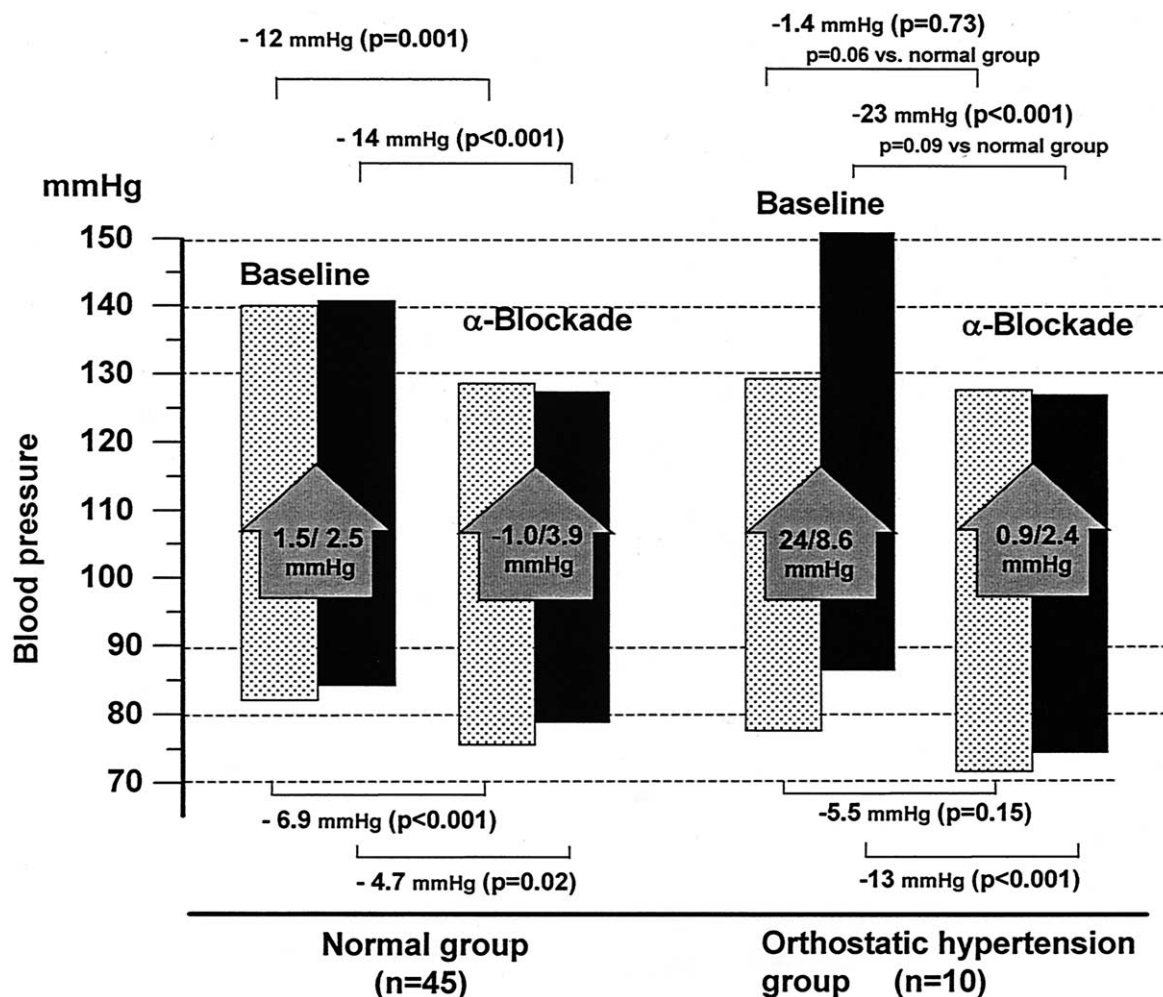 - 12 mmHg (p=0.001)
-1.4 mmHg (p=0.73)
p=0.06 vs. normal group
- 14 mmHg (p<0.001)
-23 mmHg (p<0.001)
p=0.09 vs normal group
mmHg
Baseline
150
Baseline
140
α-Blockade
α-Blockade
130
120
110
1.5/ 2.5
mmHg
-1.0/3.9
mmHg
24/8.6
mmHg
0.9/2.4
mmHg
100
90
80
70
Blood pressure
- 6.9 mmHg (p<0.001)
-5.5 mmHg (p=0.15)
- 4.7 mmHg (p=0.02)
-13 mmHg (p<0.001)
Normal group
(n=45)
Orthostatic hypertension
group (n=10)